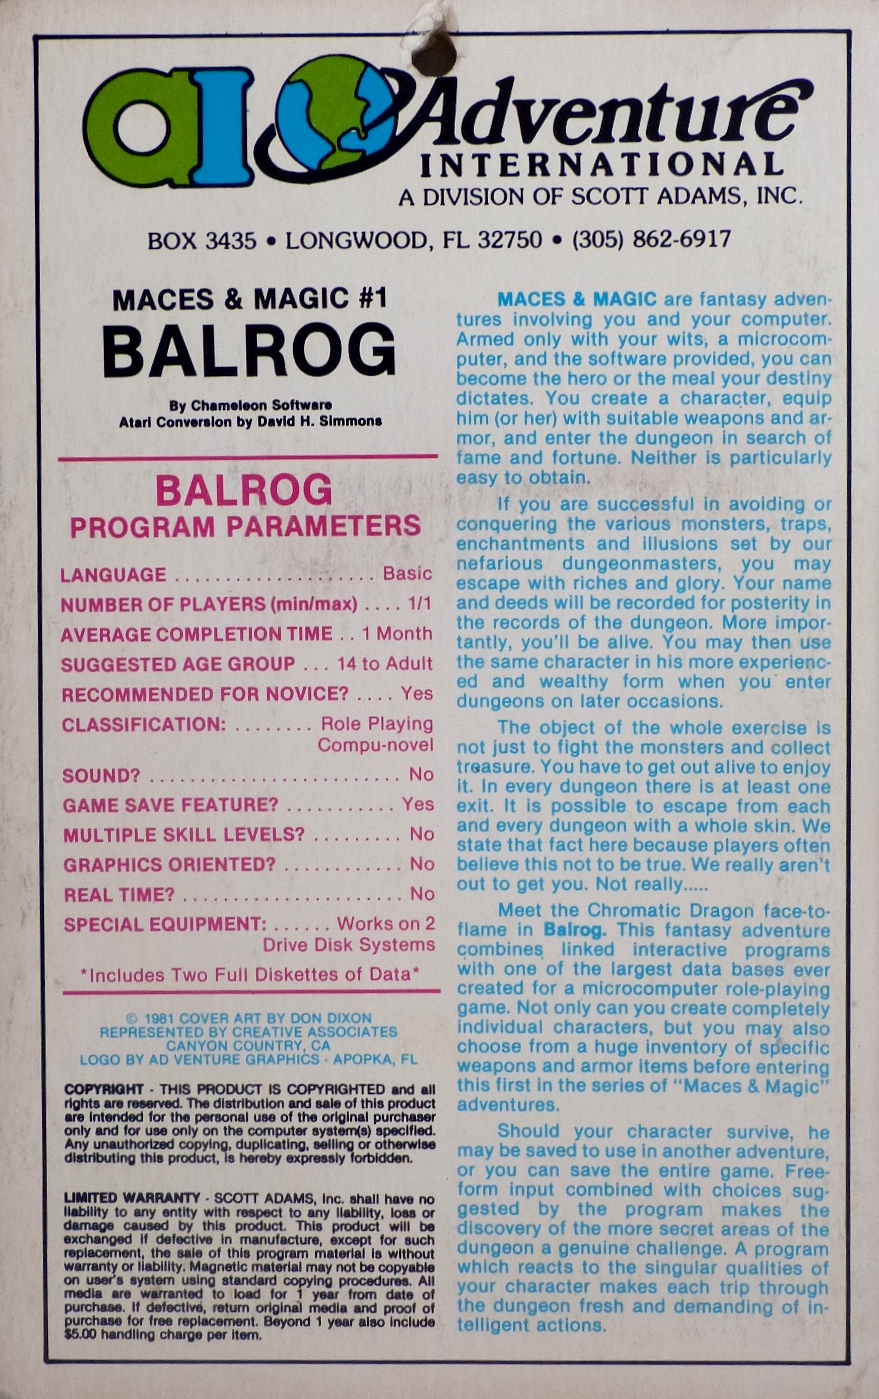 aI Adventure
INTERNATIONAL
A DIVISION OF SCOTT ADAMS, INC.
BOX 3435 • LONGWOOD, FL 32750 • (305) 862-6917
MACES & MAGIC #1
BALROG
By Chameleon Software
Atari Conversion by David H. Simmons
BALROG
PROGRAM PARAMETERS
LANGUAGE . . . . . . . . . . . . . . . . . . . Basic
NUMBER OF PLAYERS (min/max) . . . . 1/1
AVERAGE COMPLETION TIME . . 1 Month
SUGGESTED AGE GROUP . . . 14 to Adult
RECOMMENDED FOR NOVICE? . . . . Yes
CLASSIFICATION: . . . . . . . . Role Playing
Compu-novel
SOUND? . . . . . . . . . . . . . . . . . . . . . . . . No
GAME SAVE FEATURE? . . . . . . . . . . . Yes
MULTIPLE SKILL LEVELS? . . . . . . . . . No
GRAPHICS ORIENTED? . . . . . . . . . . . . No
REAL TIME? . . . . . . . . . . . . . . . . . . . . . No
SPECIAL EQUIPMENT: . . . . . . Works on 2
Drive Disk Systems
*Includes Two Full Diskettes of Data*
© 1981 COVER ART BY DON DIXON
REPRESENTED BY CREATIVE ASSOCIATES
CANYON COUNTRY, CA
LOGO BY AD VENTURE GRAPHICS - APOPKA, FL
COPYRIGHT - THIS PRODUCT IS COPYRIGHTED and all
rights are reserved. The distribution and sale of this product
are intended for the personal use of the original purchaser
only and for use only on the computer system(s) specified.
Any unauthorized copying, duplicating, selling or otherwise
distributing this product, is hereby expressly forbidden.
LIMITED WARRANTY - SCOTT ADAMS, Inc. shall have no
liability to any entity with respect to any liability, loss or
damage caused by this product. This product will be
exchanged if defective in manufacture, except for such
replacement, the sale of this program material is without
warranty or liability. Magnetic material may not be copyable
on user's system using standard copying procedures. All
media are warranted to load for 1 year from date of
purchase. If defective, return original media and proof of
purchase for free replacement. Beyond 1 year also include
$5.00 handling charge per item.
MACES & MAGIC are fantasy adven-
tures involving you and your computer.
Armed only with your wits, a microcom-
puter, and the software provided, you can
become the hero or the meal your destiny
dictates. You create a character, equip
him (or her) with suitable weapons and ar-
mor, and enter the dungeon in search of
fame and fortune. Neither is particularly
easy to obtain.
If you are successful in avoiding or
conquering the various monsters, traps,
enchantments and illusions set by our
nefarious dungeonmasters, you may
escape with riches and glory. Your name
and deeds will be recorded for posterity in
the records of the dungeon. More impor-
tantly, you'll be alive. You may then use
the same character in his more experienc-
ed and wealthy form when you enter
dungeons on later occasions.
The object of the whole exercise is
not just to fight the monsters and collect
treasure. You have to get out alive to enjoy
it. In every dungeon there is at least one
exit. It is possible to escape from each
and every dungeon with a whole skin. We
state that fact here because players often
believe this not to be true. We really aren't
out to get you. Not really.....
Meet the Chromatic Dragon face-to-
flame in Balrog. This fantasy adventure
combines linked interactive programs
with one of the largest data bases ever
created for a microcomputer role-playing
game. Not only can you create completely
individual characters, but you may also
choose from a huge inventory of specific
weapons and armor items before entering
this first in the series of "Maces & Magic"
adventures.
Should your character survive, he
may be saved to use in another adventure,
or you can save the entire game. Free-
form input combined with choices sug-
gested by the program makes the
discovery of the more secret areas of the
dungeon a genuine challenge. A program
which reacts to the singular qualities of
your character makes each trip through
the dungeon fresh and demanding of in-
telligent actions.